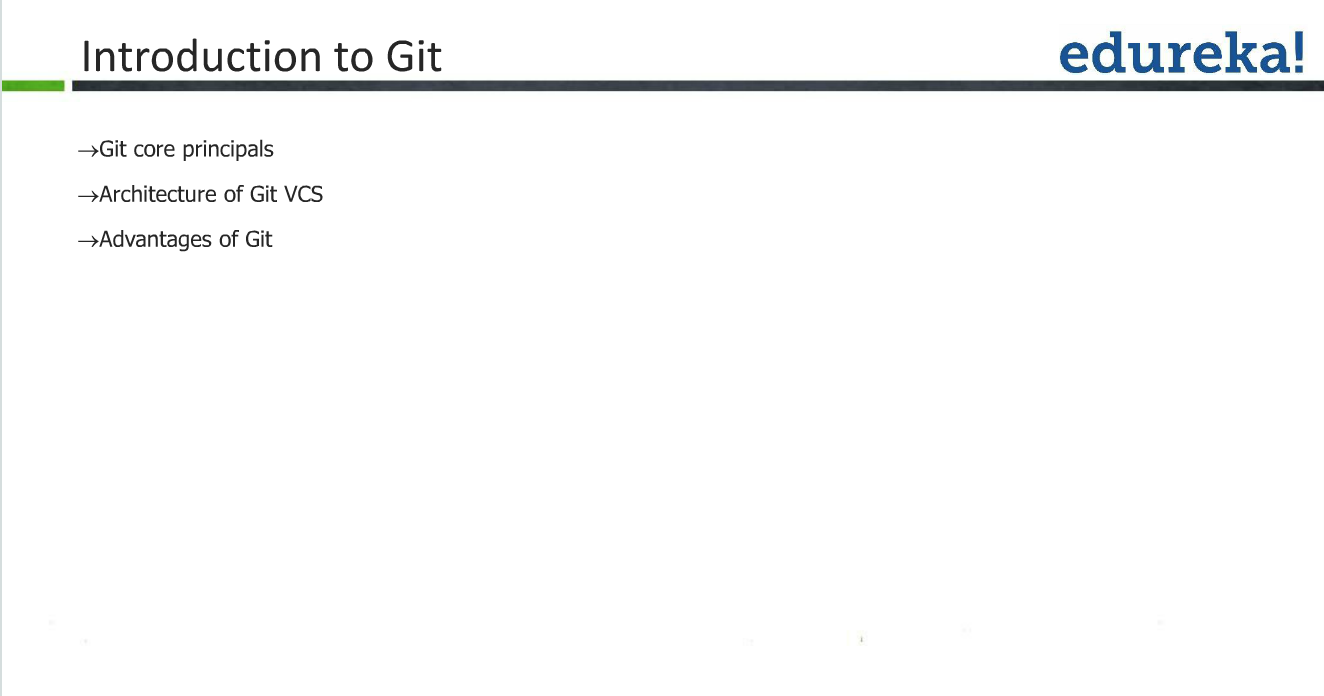 Introduction to Git
edureka!
→Git core principals
→Architecture of Git VCS
→Advantages of Git